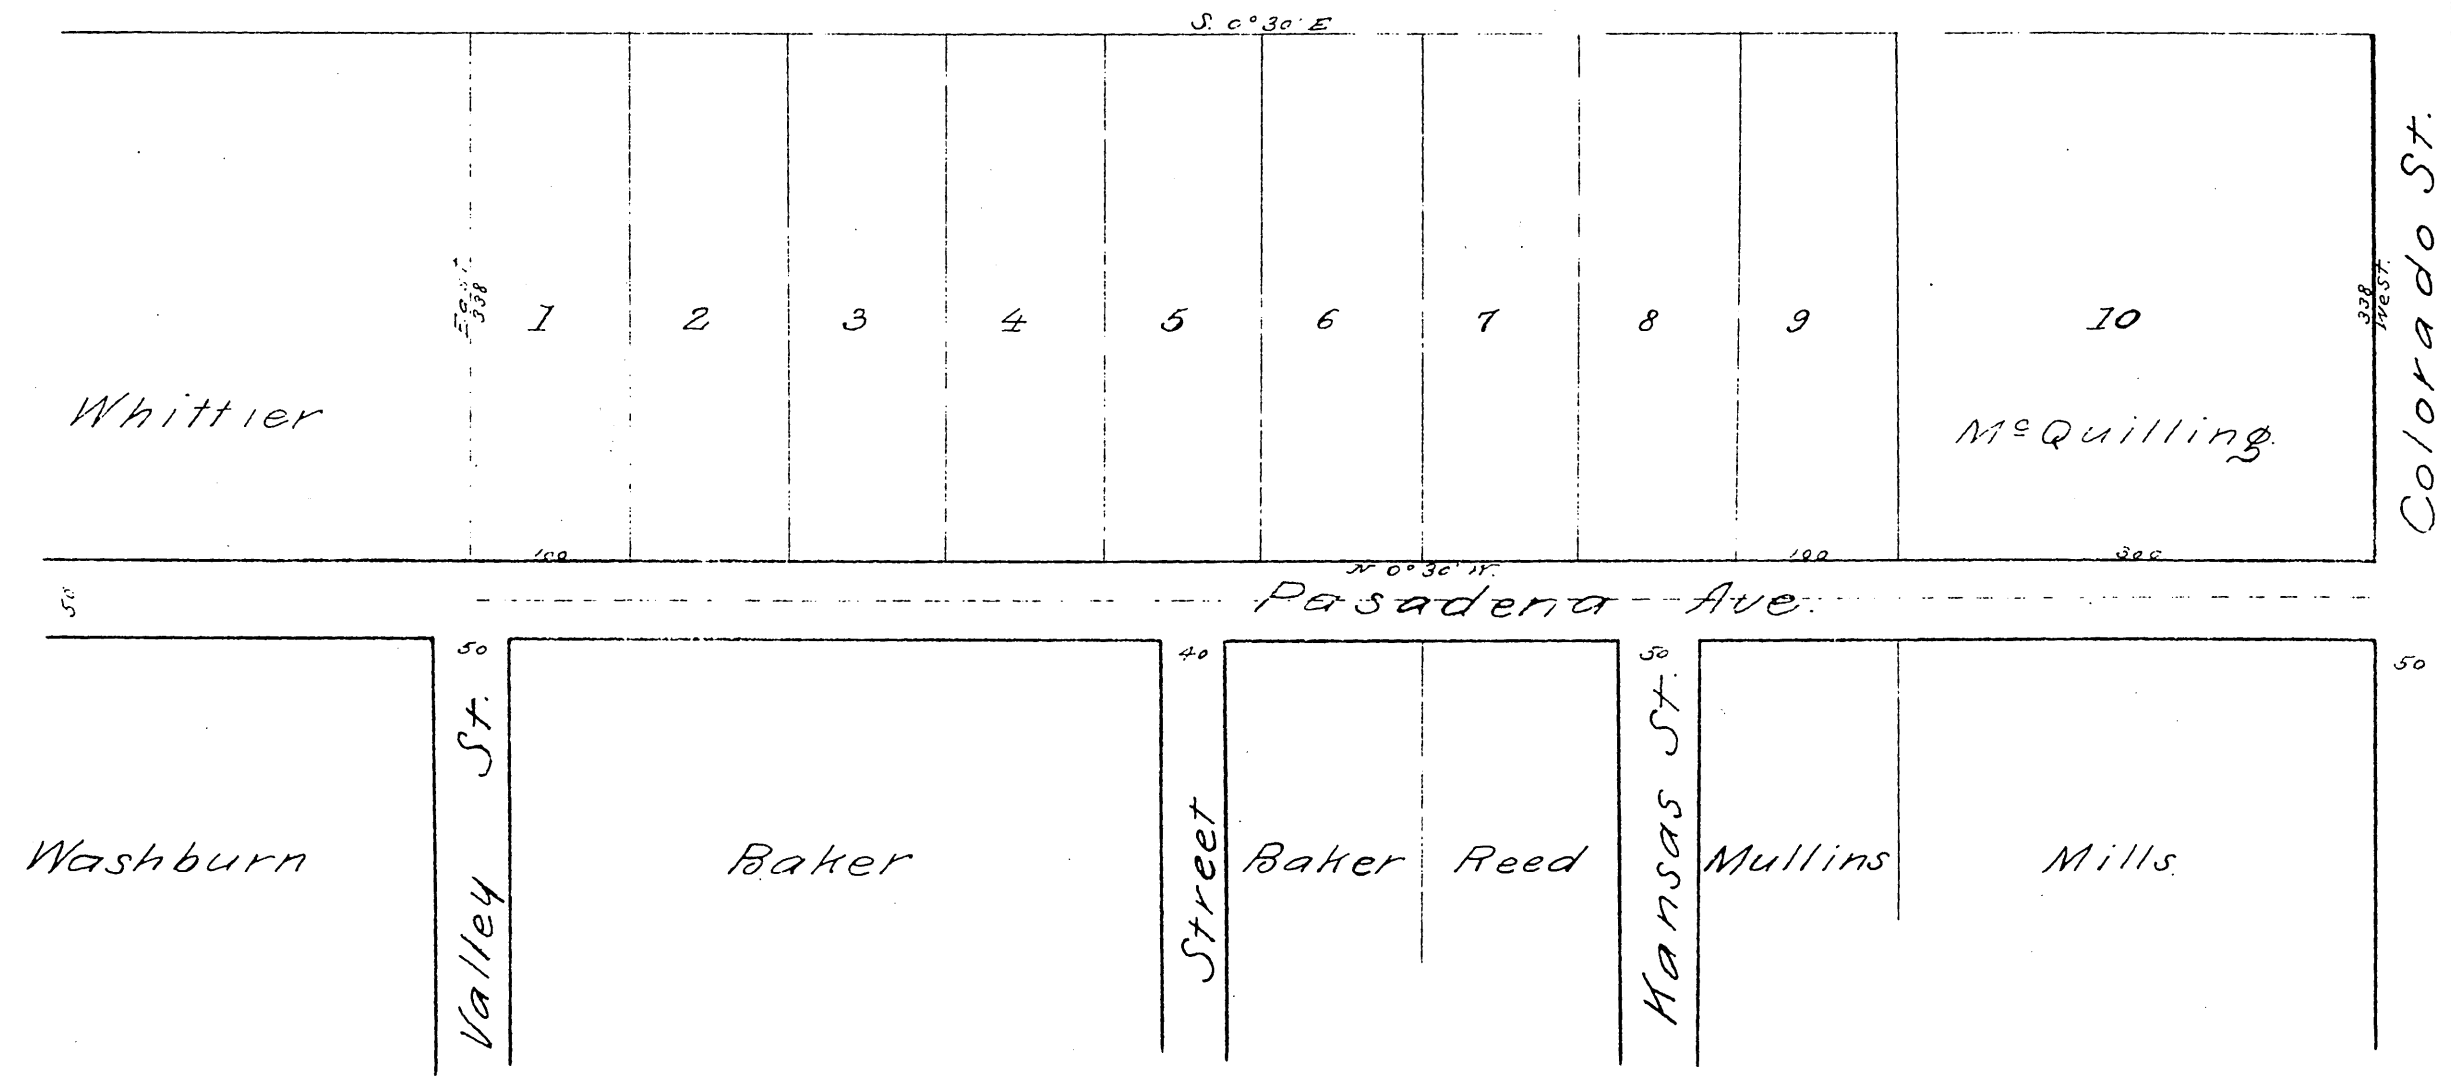 S. 0° 30' E
East.
338
1
2
3
4
5
6
7
8
9
10
338
West.
Colorado St.
Whittier
McQuilling.
100
100
300
N 0° 30' W.
50
Pasadena Ave.
50
40
50
50
Valley St.
Street
Kansas St.
Washburn
Baker
Baker
Reed
Mullins
Mills.